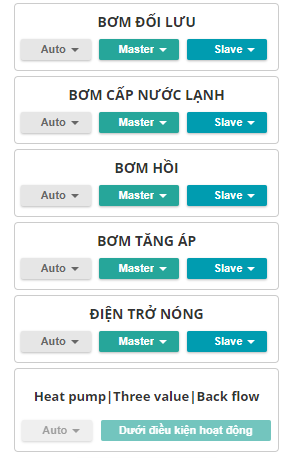 BƠM ĐỐI LƯU
Auto Master Slave
BƠM CẤP NƯỚC LẠNH
Auto Master Slave
BƠM HỒI
Auto Master Slave
BƠM TĂNG ÁP
Auto Master Slave
ĐIỆN TRỞ NÓNG
Auto Master Slave
Heat pump|Three value|Back flow
Auto Dưới điều kiện hoạt động